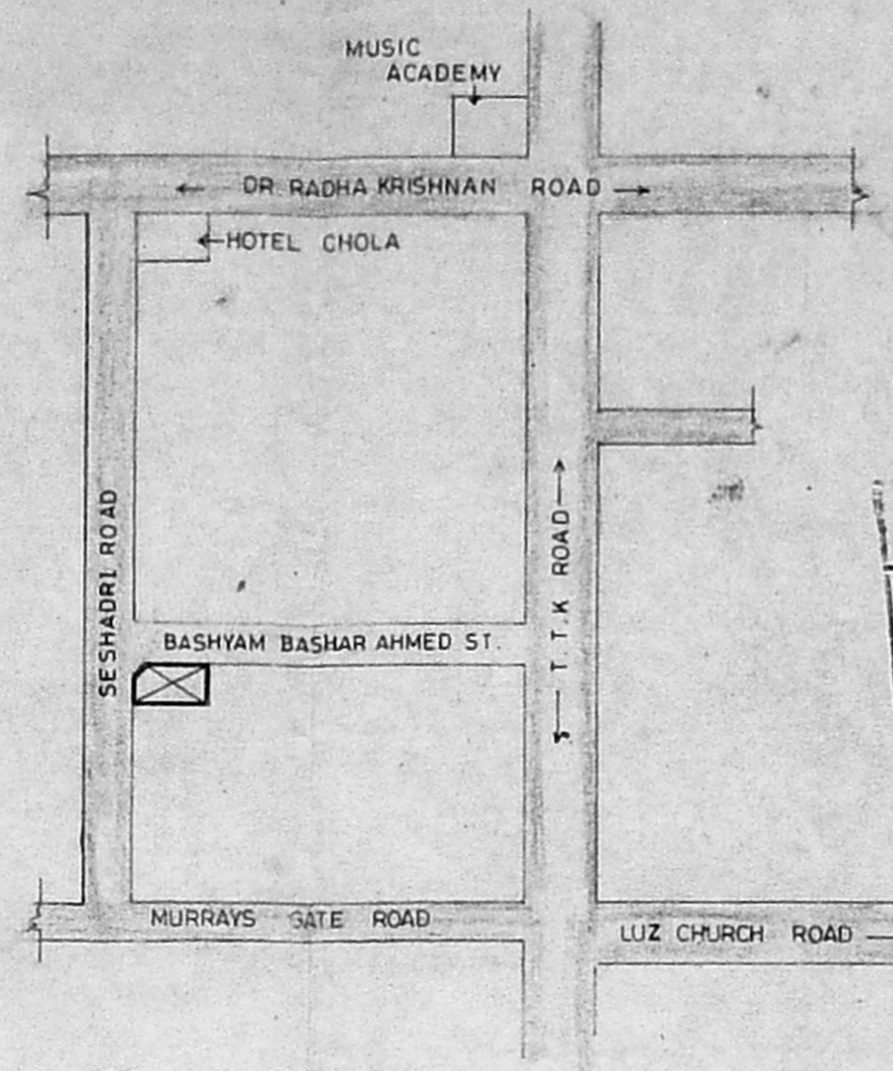 MUSIC
ACADEMY
DR RADHA KRISHNAN ROAD
HOTEL CHOLA
SESHADRI ROAD
T.T.K ROAD
BASHYAM BASHAR AHMED ST.
MURRAYS GATE ROAD
LUZ CHURCH ROAD